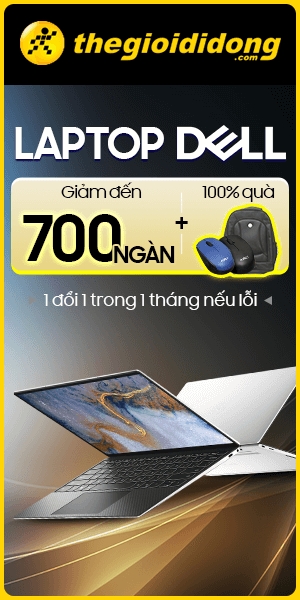 thegioididong
.com
LAPTOP DELL
Giảm đến
700NGÀN
+
100% quà
1 đổi 1 trong 1 tháng nếu lỗi